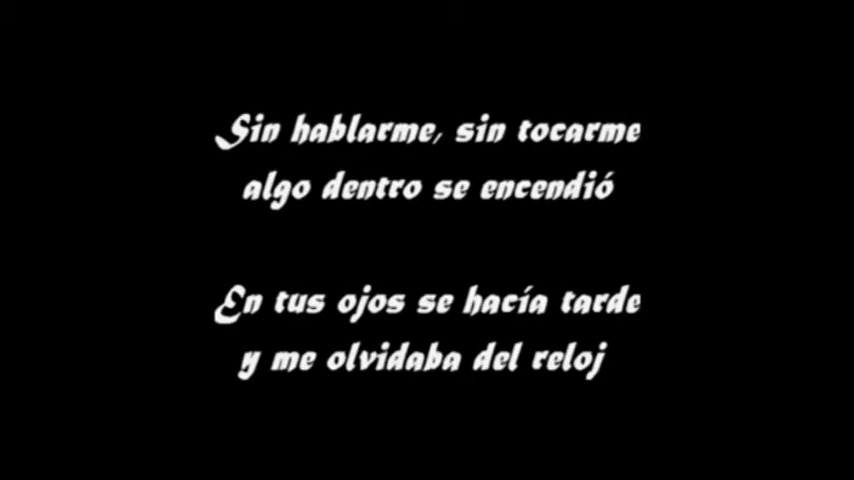 Sin hablarme, sin tocarme
algo dentro se encendió
En tus ojos se hacía tarde
y me olvidaba del reloj